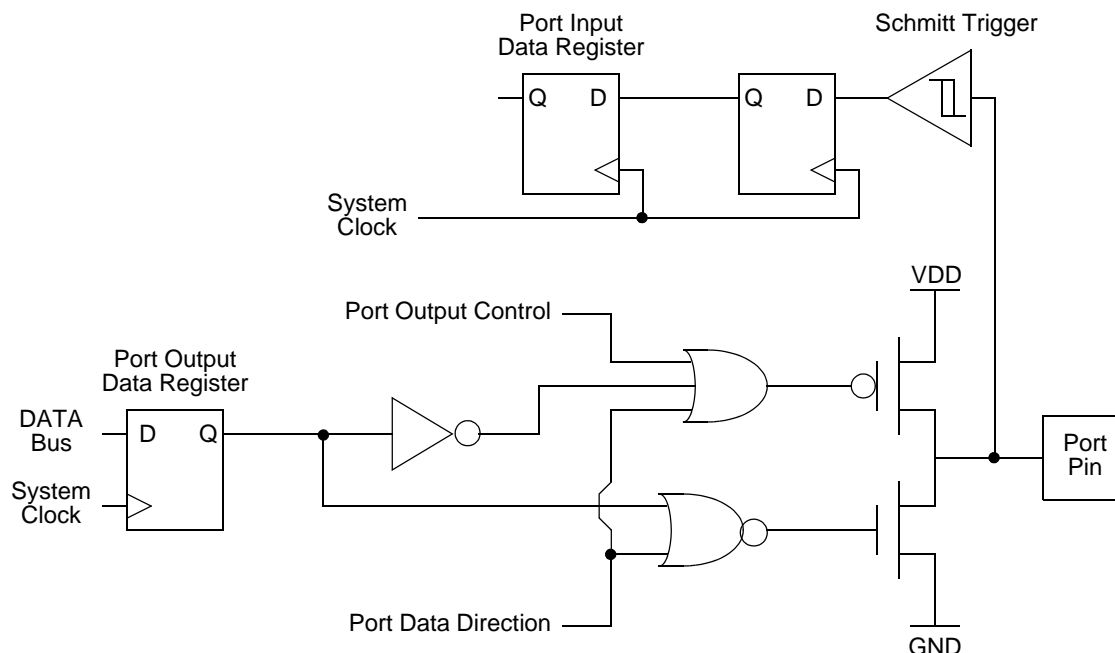 Port Input
Data Register
Schmitt Trigger
Q
D
Q
D
System
Clock
VDD
Port Output Control
Port Output
Data Register
DATA
Bus
D
Q
System
Clock
Port
Pin
Port Data Direction
GND